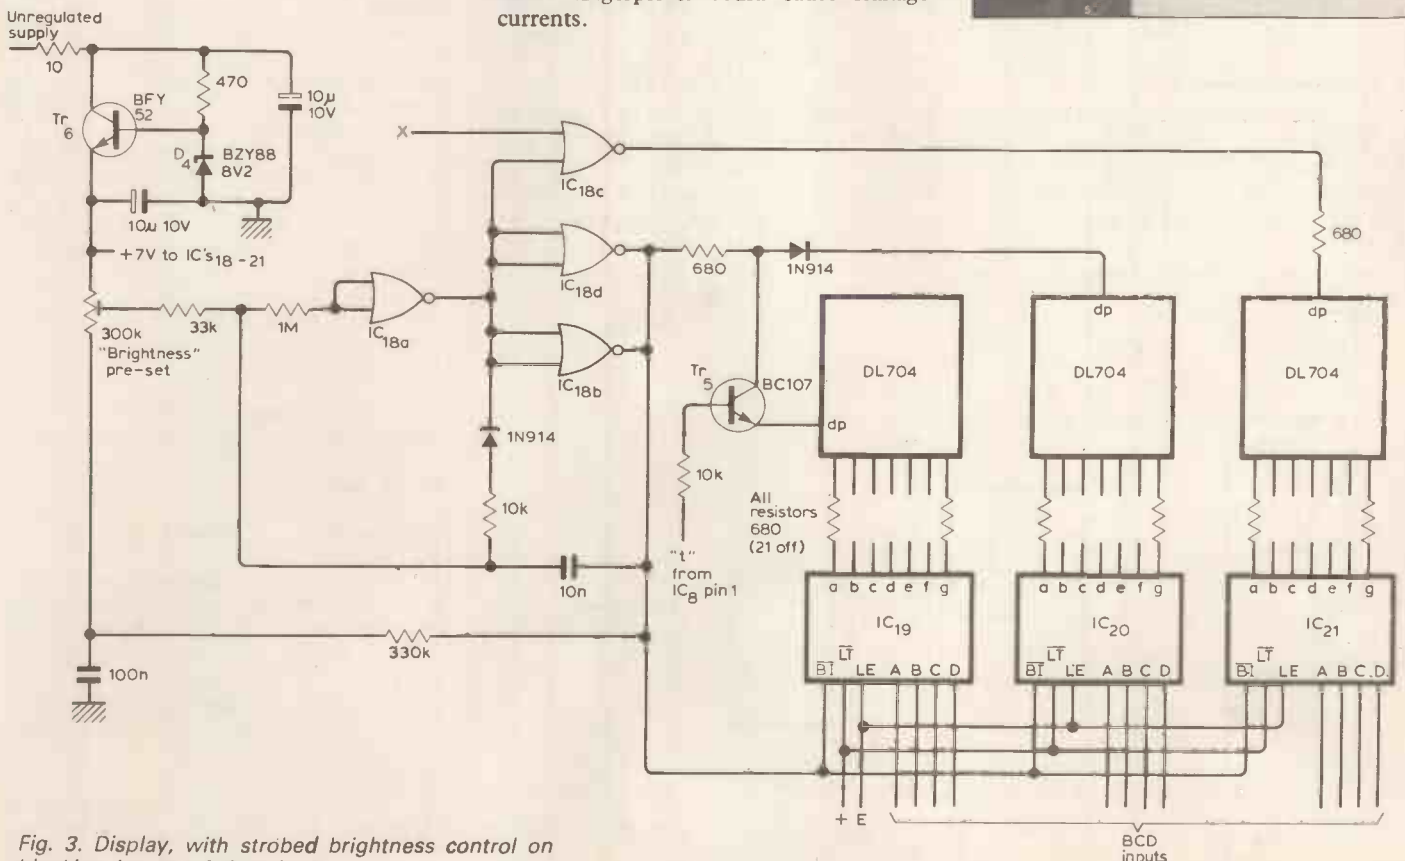 currents.
Unregulated
supply
10
470
10μ
10V
BFY
52
Tr6
D4
BZY88
8V2
10μ 10V
+7V to IC's18-21
300k
"Brightness"
pre-set
33k
1M
IC18a
X
IC18c
IC18d
IC18b
1N914
10k
10n
330k
100n
680
1N914
Tr5
BC107
10k
"t"
from
IC8 pin 1
680
dp
dp
dp
DL704
DL704
DL704
All
resistors
680
(21 off)
a b c d e f g
a b c d e f g
a b c d e f g
IC19
IC20
IC21
BI LT LE A B C D
BI LT LE A B C D
BI LT LE A B C D
+ E
BCD
inputs
Fig. 3. Display, with strobed brightness control on